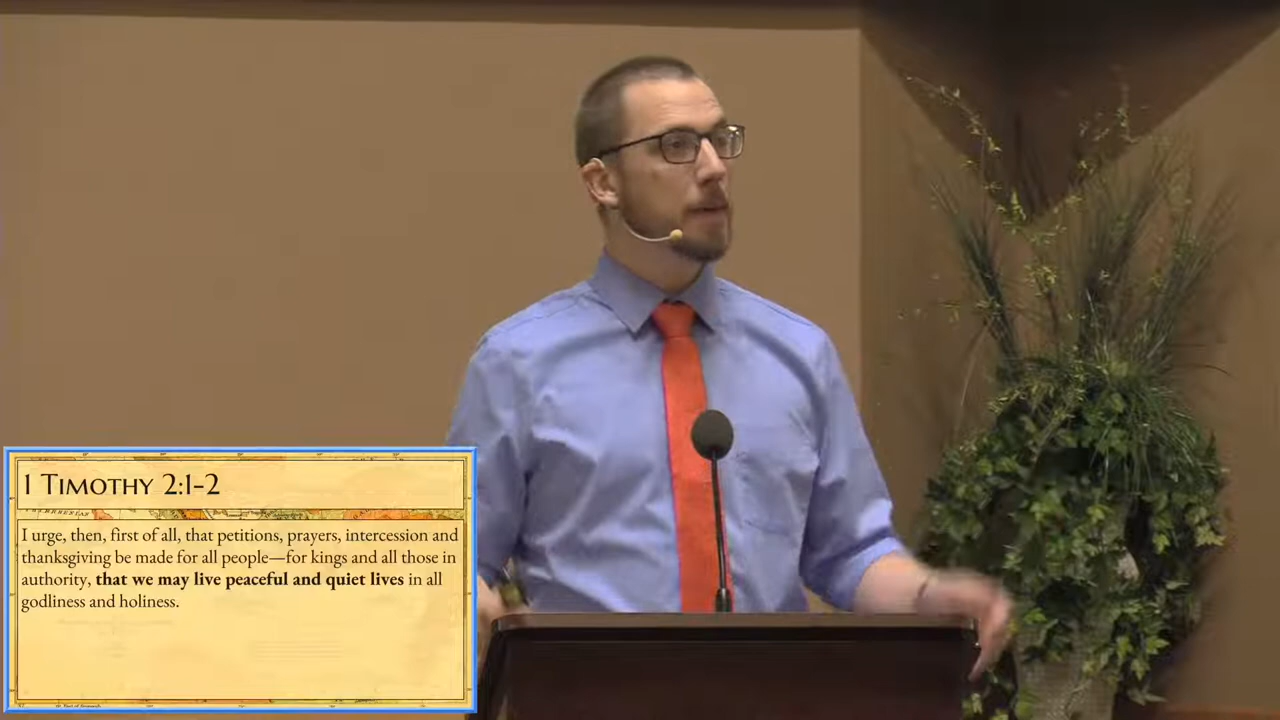 1 Timothy 2:1-2
I urge, then, first of all, that petitions, prayers, intercession and
thanksgiving be made for all people—for kings and all those in
authority, that we may live peaceful and quiet lives in all
godliness and holiness.